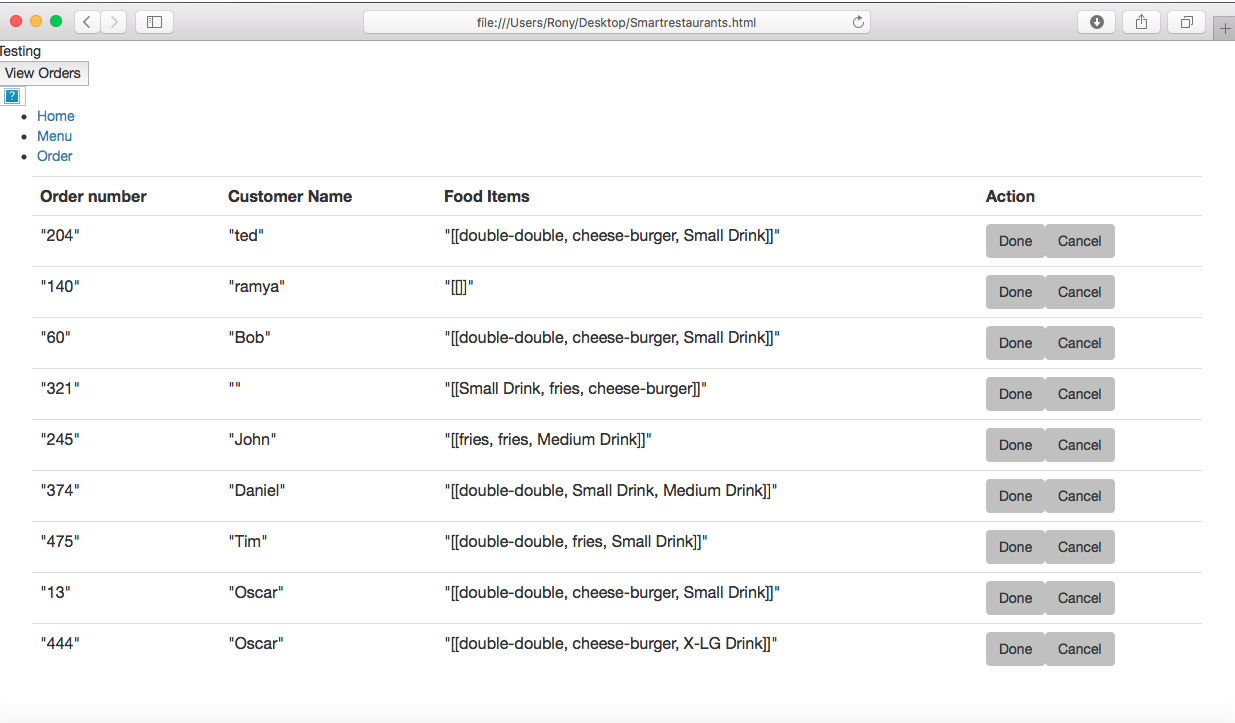 file:///Users/Rony/Desktop/Smartrestaurants.html
Testing
View Orders
?
Home
Menu
Order
Order number Customer Name Food Items Action
"204" "ted" "[[double-double, cheese-burger, Small Drink]]" Done Cancel
"140" "ramya" "[[]]" Done Cancel
"60" "Bob" "[[double-double, cheese-burger, Small Drink]]" Done Cancel
"321" "" "[[Small Drink, fries, cheese-burger]]" Done Cancel
"245" "John" "[[fries, fries, Medium Drink]]" Done Cancel
"374" "Daniel" "[[double-double, Small Drink, Medium Drink]]" Done Cancel
"475" "Tim" "[[double-double, fries, Small Drink]]" Done Cancel
"13" "Oscar" "[[double-double, cheese-burger, Small Drink]]" Done Cancel
"444" "Oscar" "[[double-double, cheese-burger, X-LG Drink]]" Done Cancel